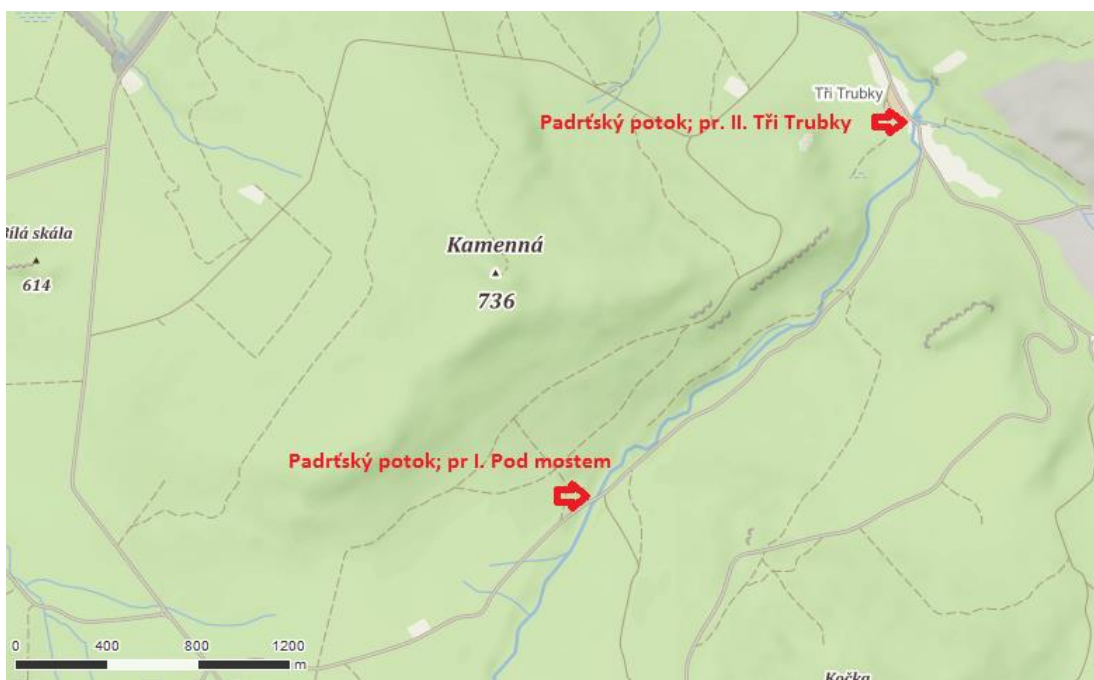 Tři Trubky
Padrťský potok; pr. II. Tři Trubky
Bílá skála
614
Kamenná
736
Padrťský potok; pr I. Pod mostem
0 400 800 1200
m
Kočka